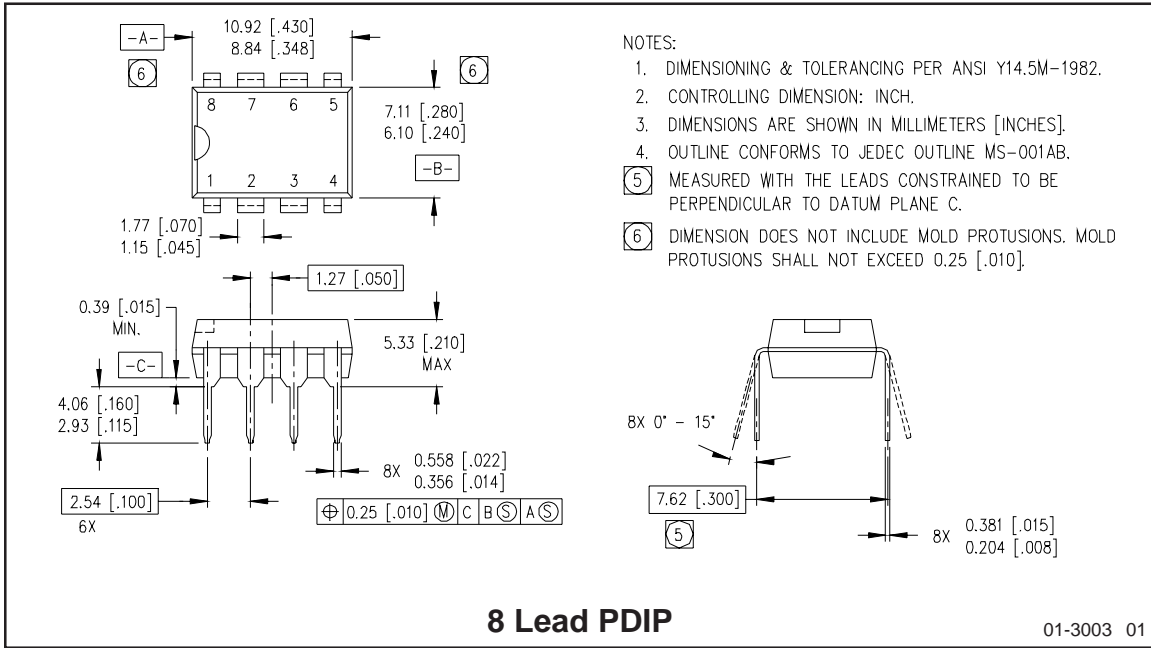 -A-
10.92 [.430]
8.84 [.348]
6
6
8 7 6 5
7.11 [.280]
6.10 [.240]
-B-
1 2 3 4
1.77 [.070]
1.15 [.045]
1.27 [.050]
0.39 [.015]
MIN.
-C-
5.33 [.210]
MAX
4.06 [.160]
2.93 [.115]
8X 0.558 [.022]
0.356 [.014]
2.54 [.100]
6X
⌖ 0.25 [.010] Ⓜ C B Ⓢ A Ⓢ
NOTES:
1. DIMENSIONING & TOLERANCING PER ANSI Y14.5M-1982.
2. CONTROLLING DIMENSION: INCH.
3. DIMENSIONS ARE SHOWN IN MILLIMETERS [INCHES].
4. OUTLINE CONFORMS TO JEDEC OUTLINE MS-001AB.
5 MEASURED WITH THE LEADS CONSTRAINED TO BE
PERPENDICULAR TO DATUM PLANE C.
6 DIMENSION DOES NOT INCLUDE MOLD PROTUSIONS. MOLD
PROTUSIONS SHALL NOT EXCEED 0.25 [.010].
8X 0° - 15°
7.62 [.300]
5
8X 0.381 [.015]
0.204 [.008]
8 Lead PDIP
01-3003 01